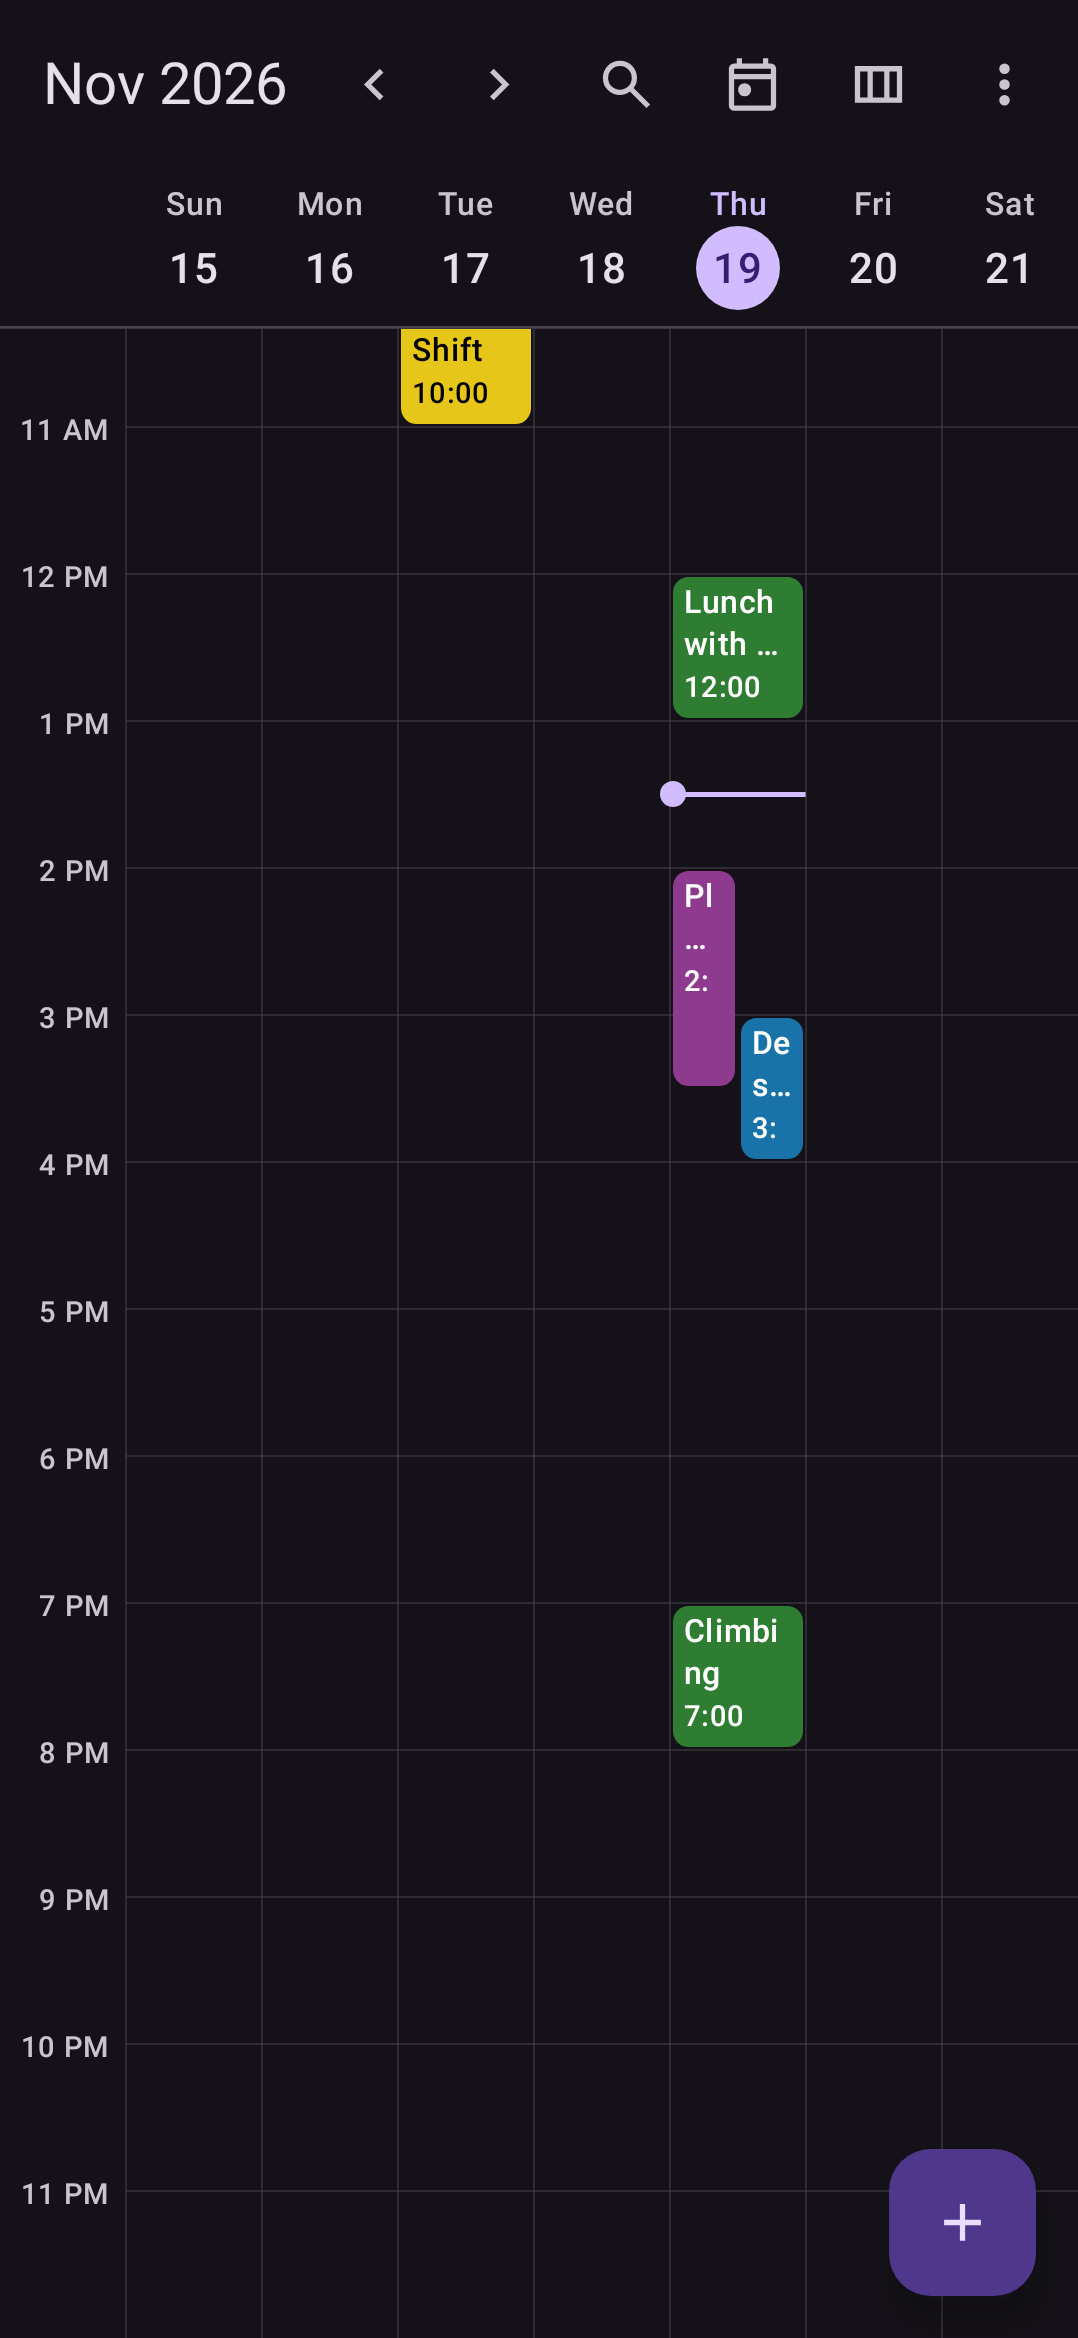 Nov 2026
Sun Mon Tue Wed Thu Fri Sat
15 16 17 18 19 20 21
Shift
10:00
11 AM
12 PM
Lunch
with ...
12:00
1 PM
2 PM
Pl
...
2:
3 PM
De
s...
3:
4 PM
5 PM
6 PM
7 PM
Climbi
ng
7:00
8 PM
9 PM
10 PM
11 PM